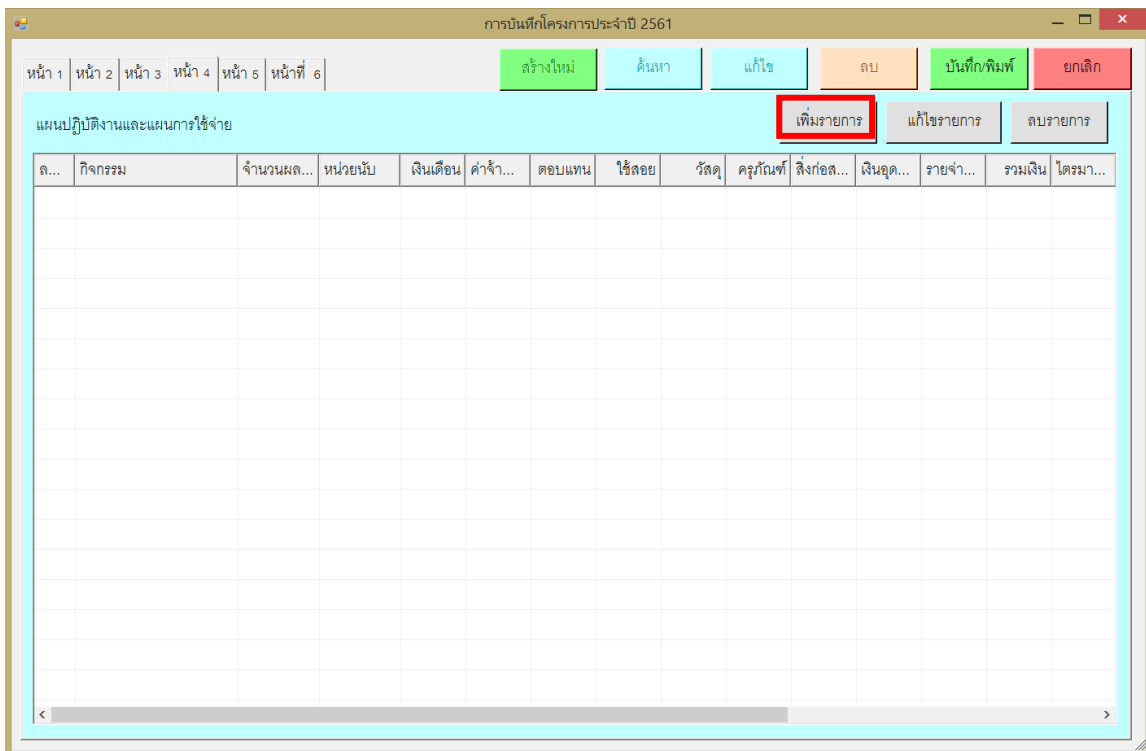 การบันทึกโครงการประจำปี 2561
หน้า 1 หน้า 2 หน้า 3 หน้า 4 หน้า 5 หน้าที่ 6 สร้างใหม่ ค้นหา แก้ไข ลบ บันทึก/พิมพ์ ยกเลิก
แผนปฏิบัติงานและแผนการใช้จ่าย เพิ่มรายการ แก้ไขรายการ ลบรายการ
ล... กิจกรรม จำนวนผล... หน่วยนับ เงินเดือน ค่าจ้า... ตอบแทน ใช้สอย วัสดุ ครุภัณฑ์ สิ่งก่อส... เงินอุด... รายจ่า... รวมเงิน ไตรมา...